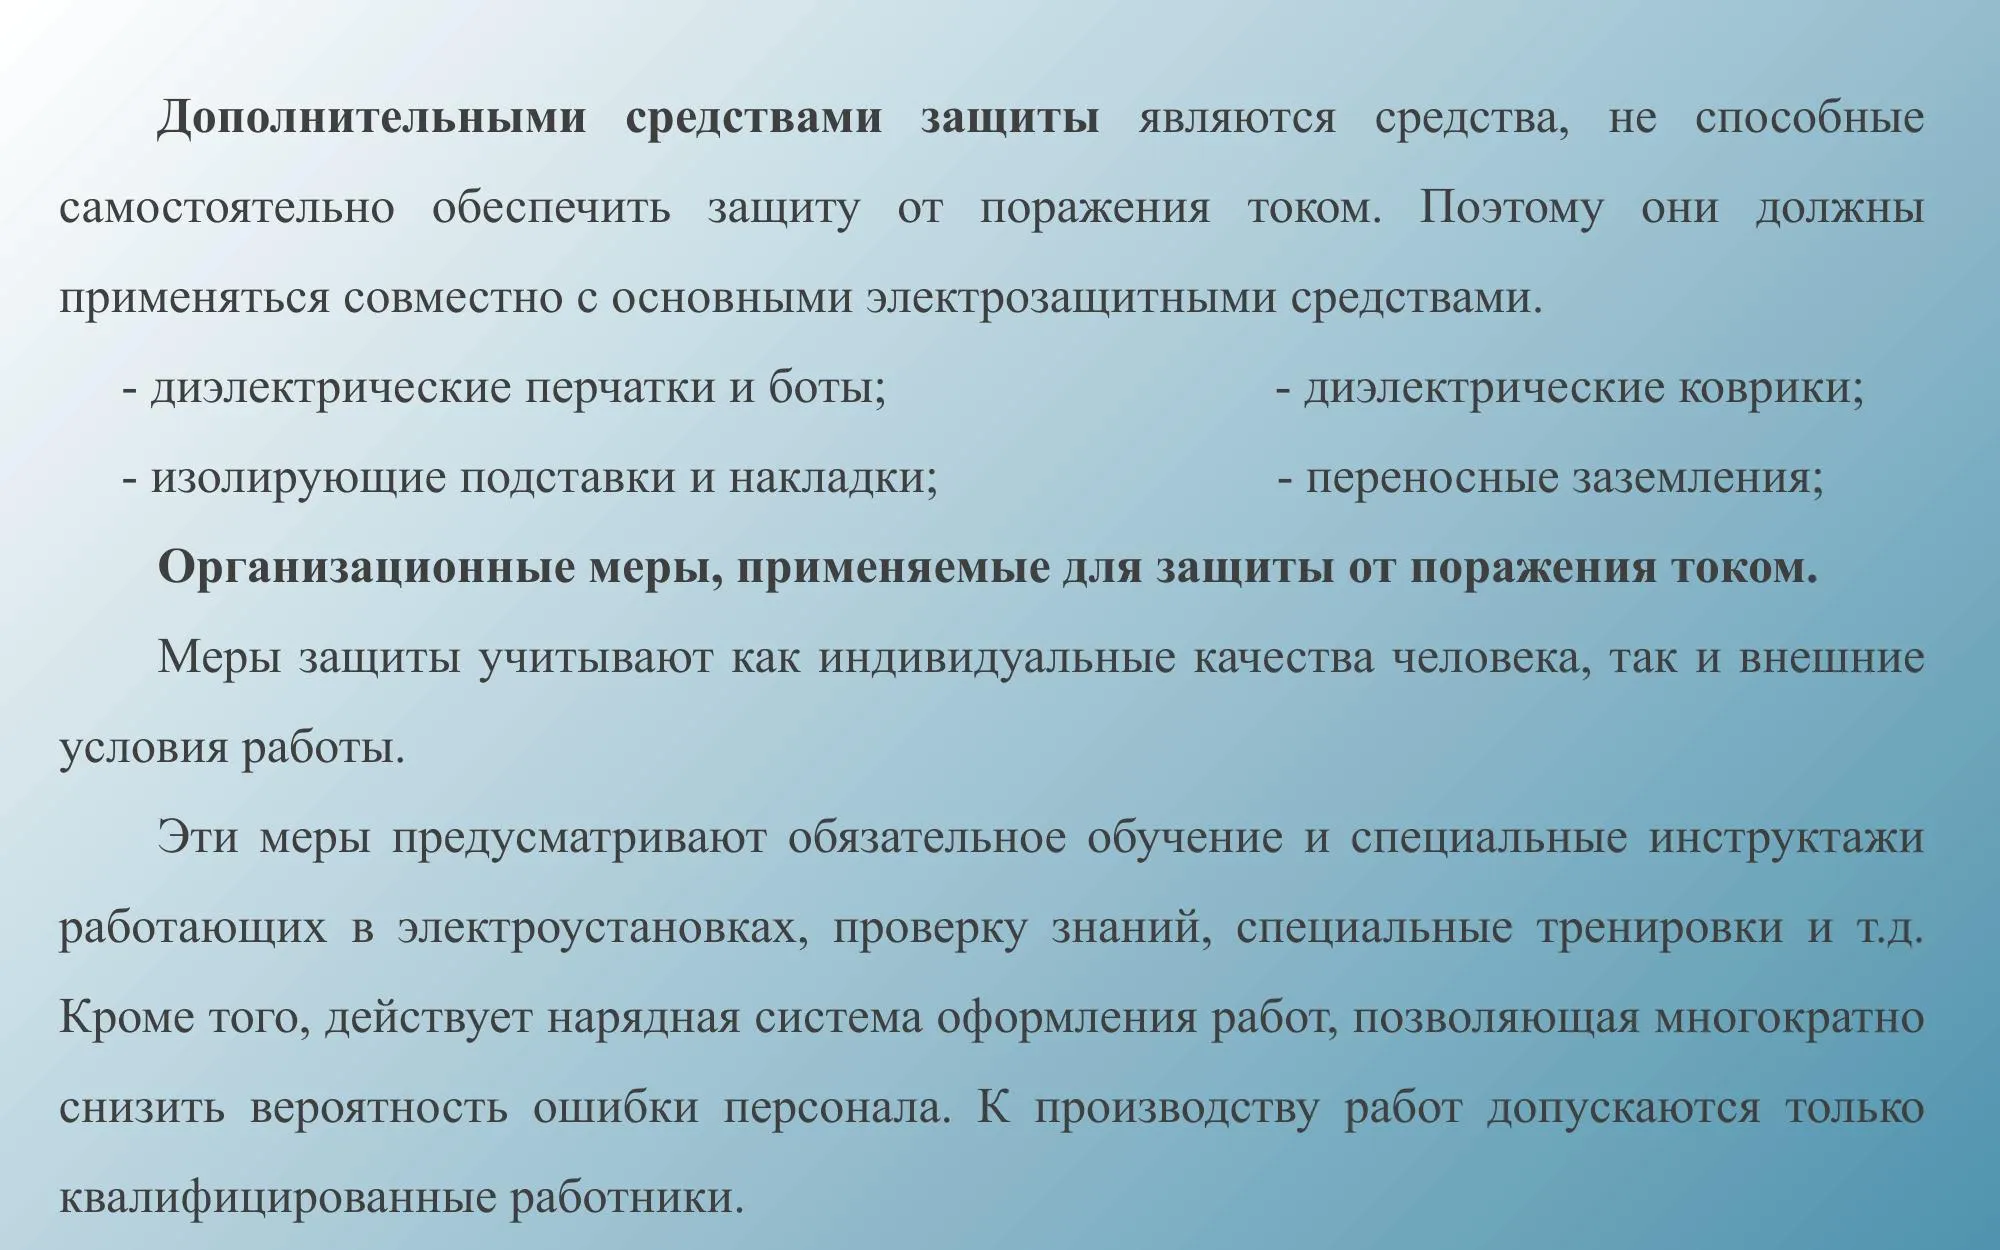 Дополнительными средствами защиты являются средства, не способные
самостоятельно обеспечить защиту от поражения током. Поэтому они должны
применяться совместно с основными электрозащитными средствами.
- диэлектрические перчатки и боты; - диэлектрические коврики;
- изолирующие подставки и накладки; - переносные заземления;
Организационные меры, применяемые для защиты от поражения током.
Меры защиты учитывают как индивидуальные качества человека, так и внешние
условия работы.
Эти меры предусматривают обязательное обучение и специальные инструктажи
работающих в электроустановках, проверку знаний, специальные тренировки и т.д.
Кроме того, действует нарядная система оформления работ, позволяющая многократно
снизить вероятность ошибки персонала. К производству работ допускаются только
квалифицированные работники.